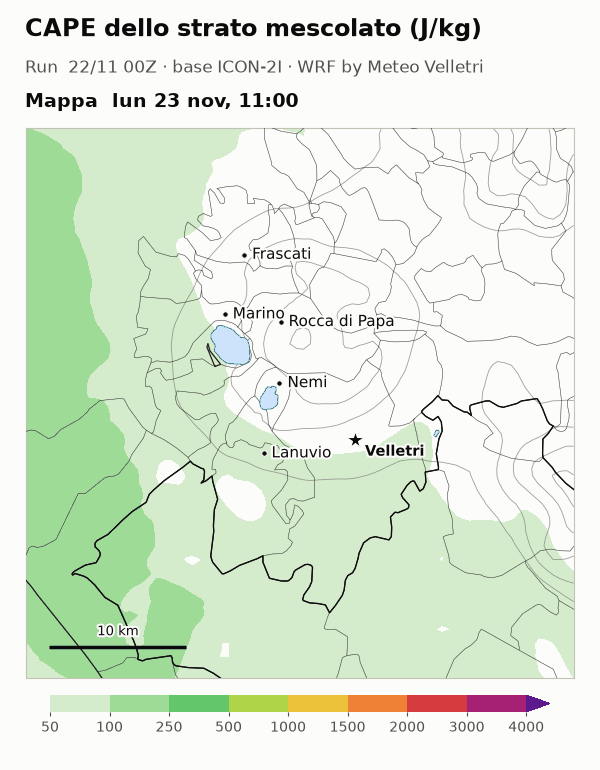 CAPE dello strato mescolato (J/kg)
Run  22/11 00Z · base ICON-2I · WRF by Meteo Velletri
Mappa  lun 23 nov, 11:00
Frascati
Marino
Rocca di Papa
Nemi
Velletri
Lanuvio
10 km
50 100 250 500 1000 1500 2000 3000 4000